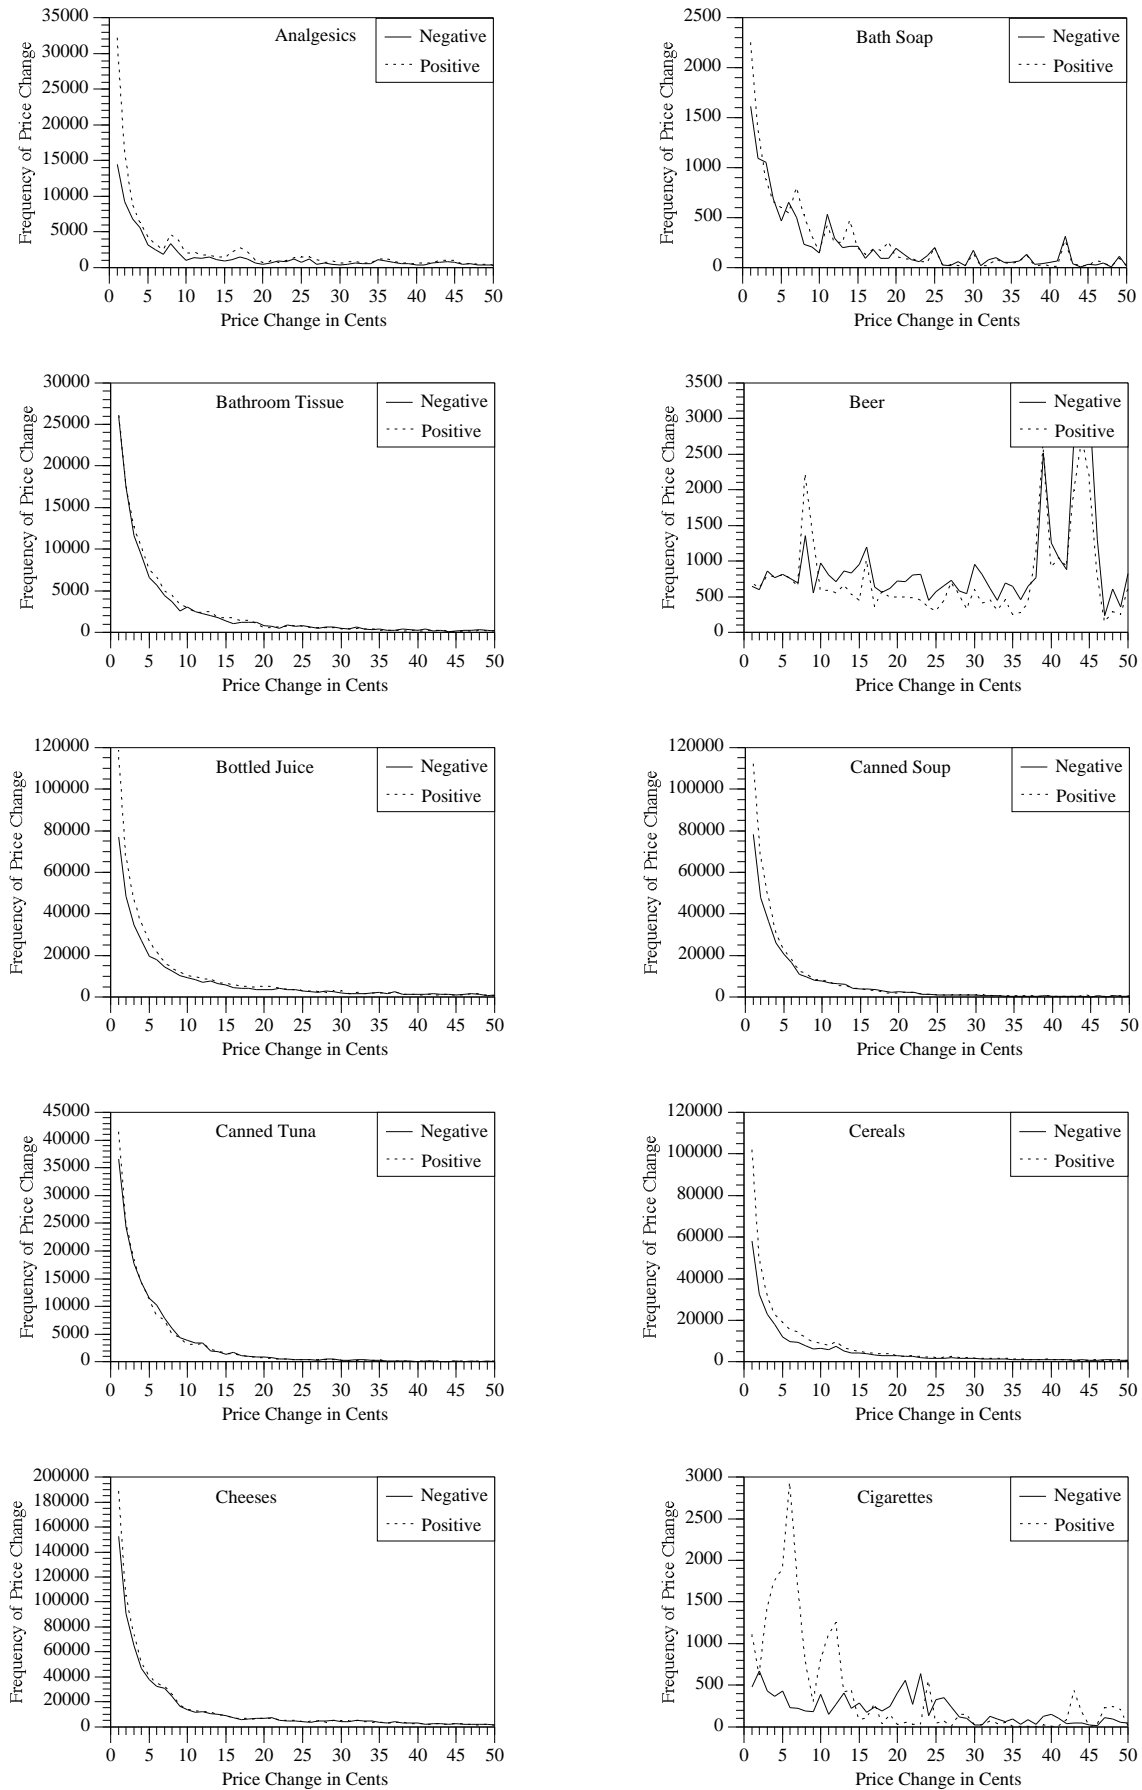 Analgesics
Negative
Positive
Frequency of Price Change
35000
30000
25000
20000
15000
10000
5000
0
0 5 10 15 20 25 30 35 40 45 50
Price Change in Cents
Bath Soap
Negative
Positive
Frequency of Price Change
2500
2000
1500
1000
500
0
0 5 10 15 20 25 30 35 40 45 50
Price Change in Cents
Bathroom Tissue
Negative
Positive
Frequency of Price Change
30000
25000
20000
15000
10000
5000
0
0 5 10 15 20 25 30 35 40 45 50
Price Change in Cents
Beer
Negative
Positive
Frequency of Price Change
3500
3000
2500
2000
1500
1000
500
0
0 5 10 15 20 25 30 35 40 45 50
Price Change in Cents
Bottled Juice
Negative
Positive
Frequency of Price Change
120000
100000
80000
60000
40000
20000
0
0 5 10 15 20 25 30 35 40 45 50
Price Change in Cents
Canned Soup
Negative
Positive
Frequency of Price Change
120000
100000
80000
60000
40000
20000
0
0 5 10 15 20 25 30 35 40 45 50
Price Change in Cents
Canned Tuna
Negative
Positive
Frequency of Price Change
45000
40000
35000
30000
25000
20000
15000
10000
5000
0
0 5 10 15 20 25 30 35 40 45 50
Price Change in Cents
Cereals
Negative
Positive
Frequency of Price Change
120000
100000
80000
60000
40000
20000
0
0 5 10 15 20 25 30 35 40 45 50
Price Change in Cents
Cheeses
Negative
Positive
Frequency of Price Change
200000
180000
160000
140000
120000
100000
80000
60000
40000
20000
0
0 5 10 15 20 25 30 35 40 45 50
Price Change in Cents
Cigarettes
Negative
Positive
Frequency of Price Change
3000
2500
2000
1500
1000
500
0
0 5 10 15 20 25 30 35 40 45 50
Price Change in Cents